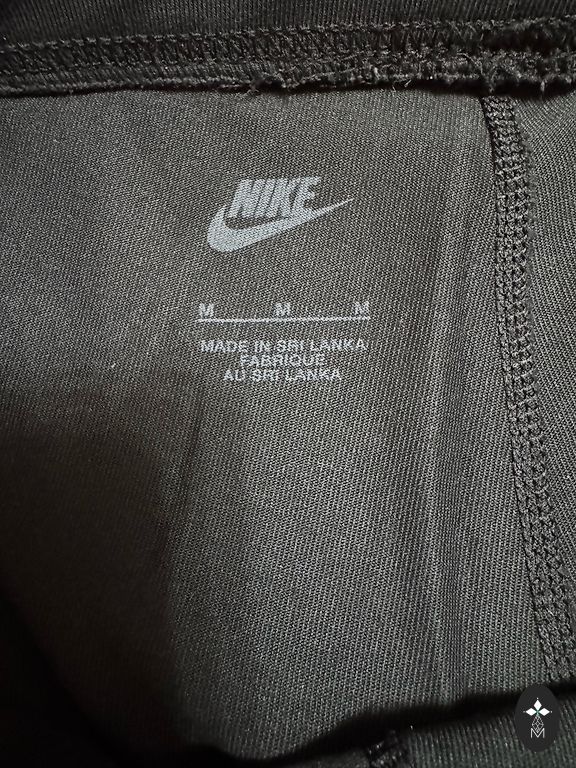 NIKE
M M M
MADE IN SRI LANKA
FABRIQUE
AU SRI LANKA
M